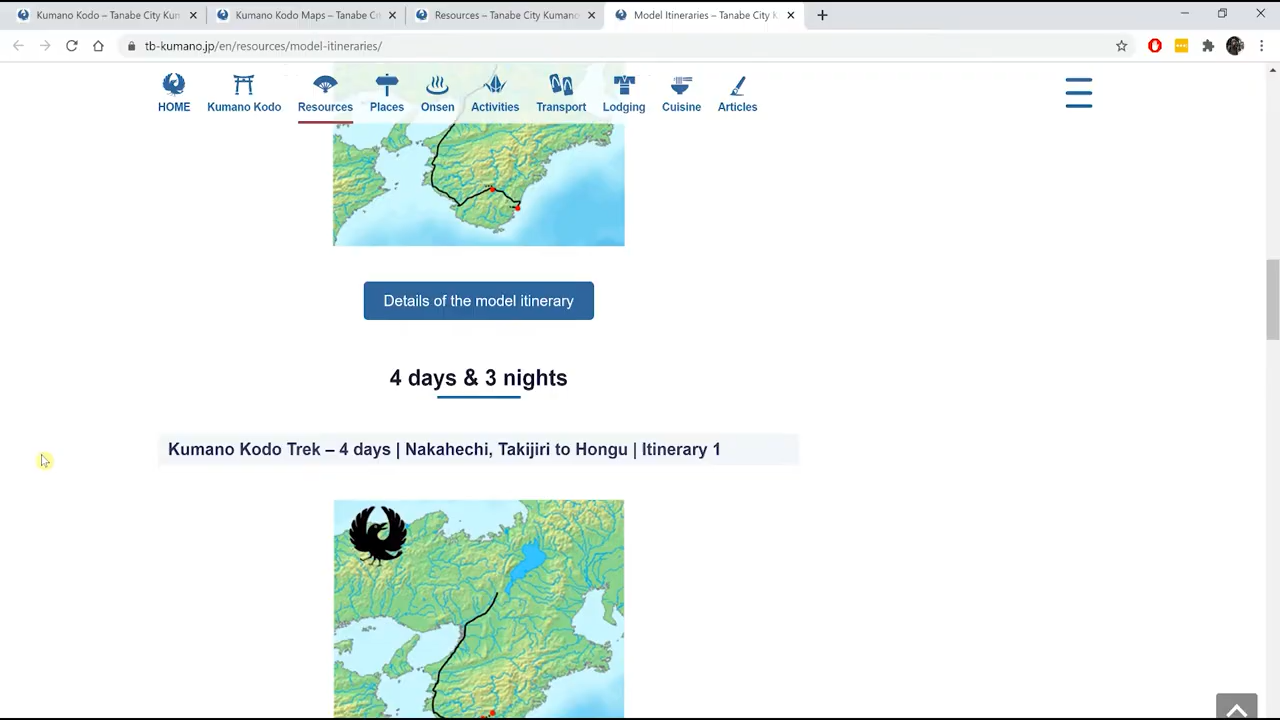 Kumano Kodo – Tanabe City Kum
Kumano Kodo Maps – Tanabe C
Resources – Tanabe City Kumano
Model Itineraries – Tanabe City K
tb-kumano.jp/en/resources/model-itineraries/
HOME
Kumano Kodo
Resources
Places
Onsen
Activities
Transport
Lodging
Cuisine
Articles
Details of the model itinerary
4 days & 3 nights
Kumano Kodo Trek – 4 days | Nakahechi, Takijiri to Hongu | Itinerary 1